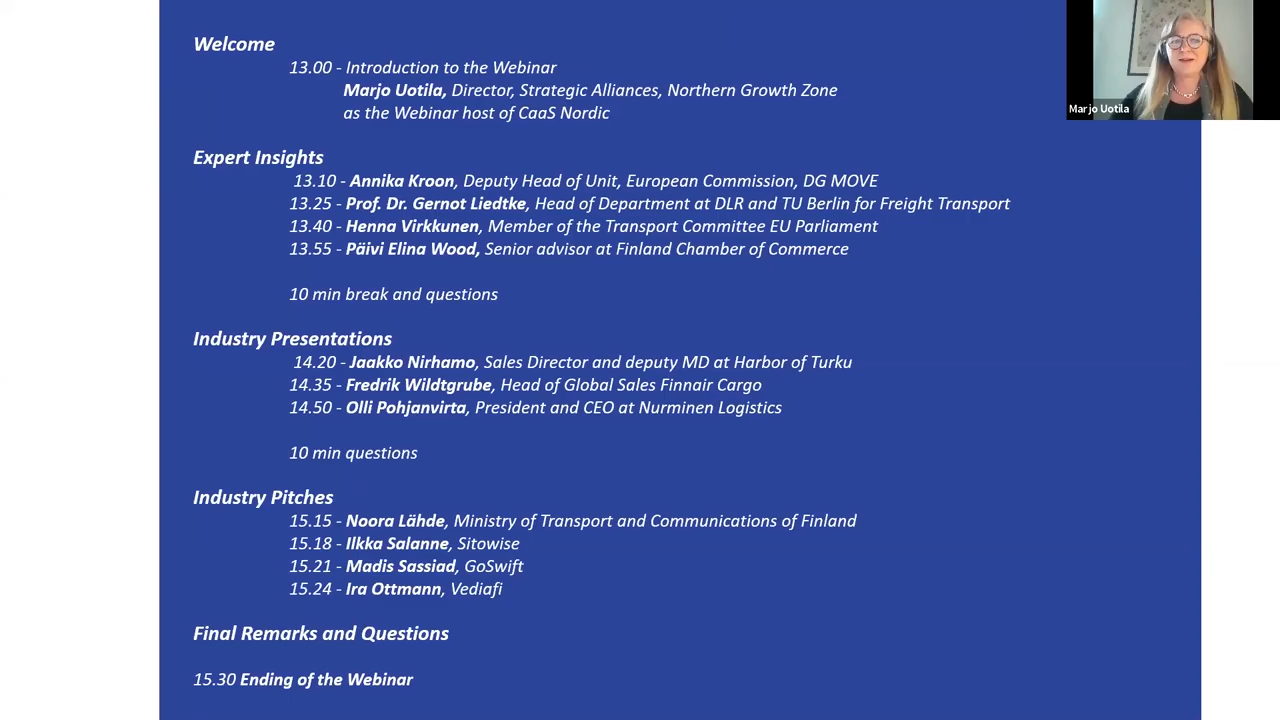 Welcome
13.00 - Introduction to the Webinar
Marjo Uotila, Director, Strategic Alliances, Northern Growth Zone
as the Webinar host of CaaS Nordic
Marjo Uotila
Expert Insights
13.10 - Annika Kroon, Deputy Head of Unit, European Commission, DG MOVE
13.25 - Prof. Dr. Gernot Liedtke, Head of Department at DLR and TU Berlin for Freight Transport
13.40 - Henna Virkkunen, Member of the Transport Committee EU Parliament
13.55 - Päivi Elina Wood, Senior advisor at Finland Chamber of Commerce
10 min break and questions
Industry Presentations
14.20 - Jaakko Nirhamo, Sales Director and deputy MD at Harbor of Turku
14.35 - Fredrik Wildtgrube, Head of Global Sales Finnair Cargo
14.50 - Olli Pohjanvirta, President and CEO at Nurminen Logistics
10 min questions
Industry Pitches
15.15 - Noora Lähde, Ministry of Transport and Communications of Finland
15.18 - Ilkka Salanne, Sitowise
15.21 - Madis Sassiad, GoSwift
15.24 - Ira Ottmann, Vediafi
Final Remarks and Questions
15.30 Ending of the Webinar